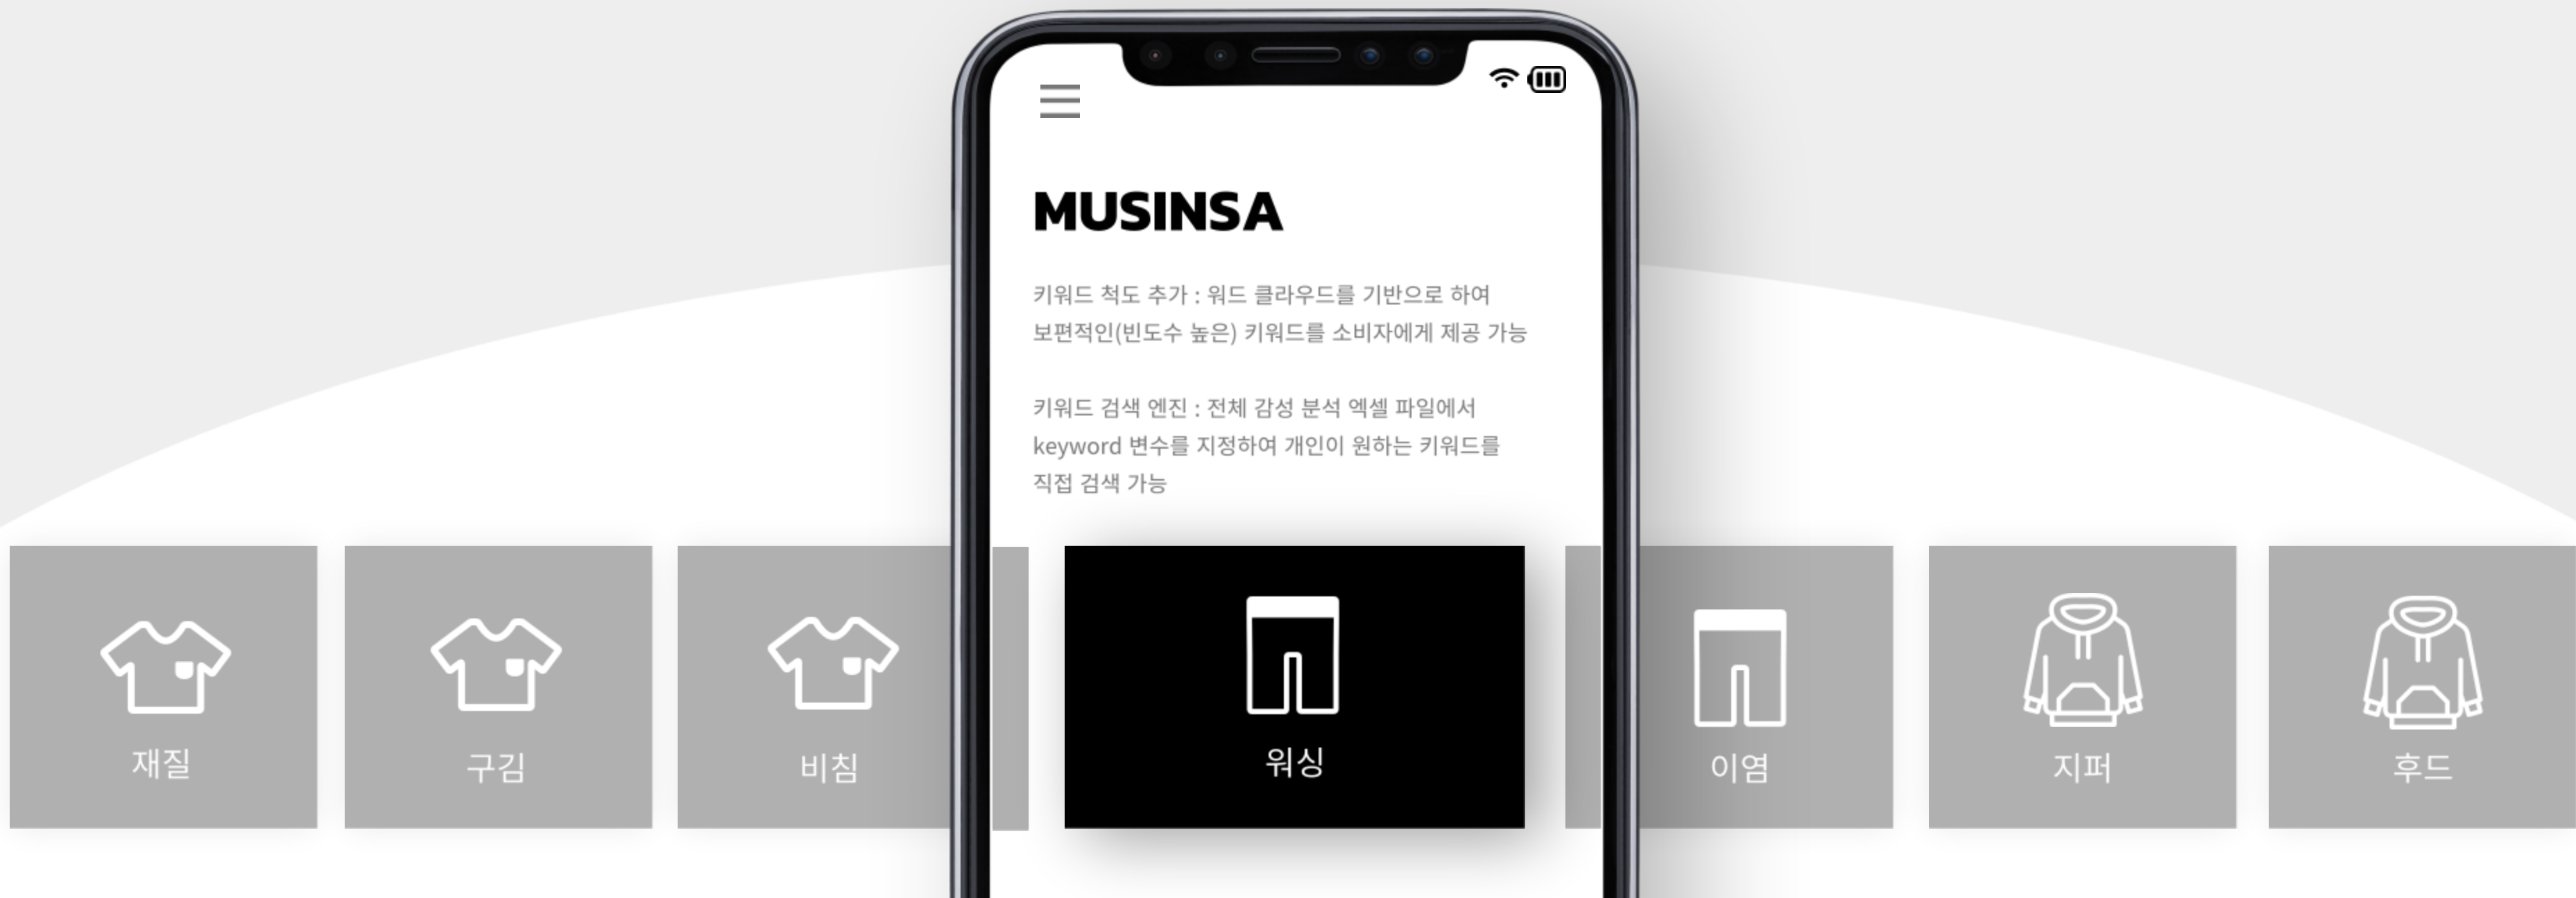 MUSINSA
키워드 척도 추가 : 워드 클라우드를 기반으로 하여
보편적인(빈도수 높은) 키워드를 소비자에게 제공 가능
키워드 검색 엔진 : 전체 감성 분석 엑셀 파일에서
keyword 변수를 지정하여 개인이 원하는 키워드를
직접 검색 가능
재질
구김
비침
워싱
이염
지퍼
후드